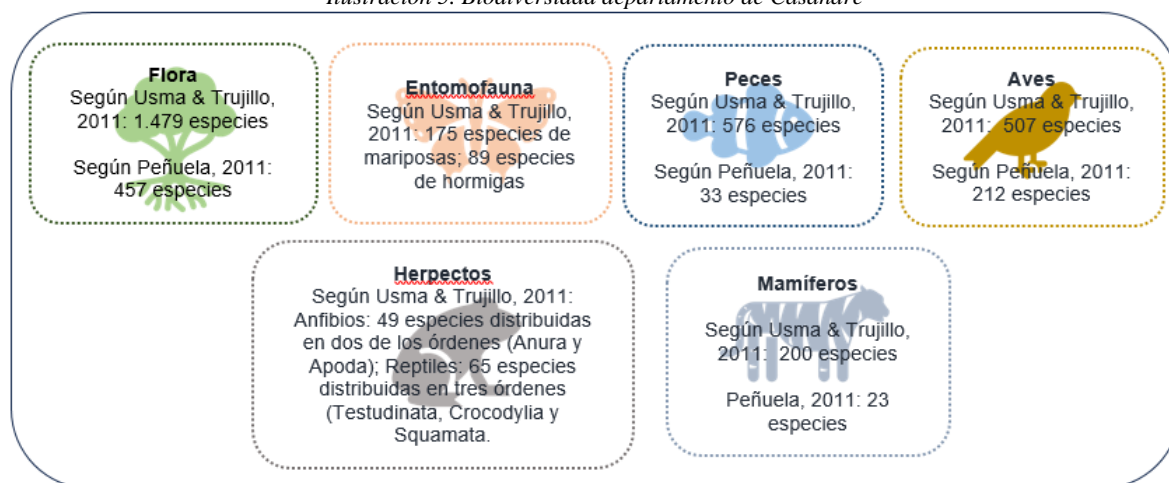 Ilustración 3. Biodiversidad departamento de Casanare
Flora
Según Usma & Trujillo,
2011: 1.479 especies
Según Peñuela, 2011:
457 especies
Entomofauna
Según Usma & Trujillo,
2011: 175 especies de
mariposas; 89 especies
de hormigas
Peces
Según Usma & Trujillo,
2011: 576 especies
Según Peñuela, 2011:
33 especies
Aves
Según Usma & Trujillo,
2011: 507 especies
Según Peñuela, 2011:
212 especies
Herpectos
Según Usma & Trujillo, 2011:
Anfibios: 49 especies distribuidas
en dos de los órdenes (Anura y
Apoda); Reptiles: 65 especies
distribuidas en tres órdenes
(Testudinata, Crocodylia y
Squamata.
Mamíferos
Según Usma & Trujillo,
2011: 200 especies
Peñuela, 2011: 23
especies